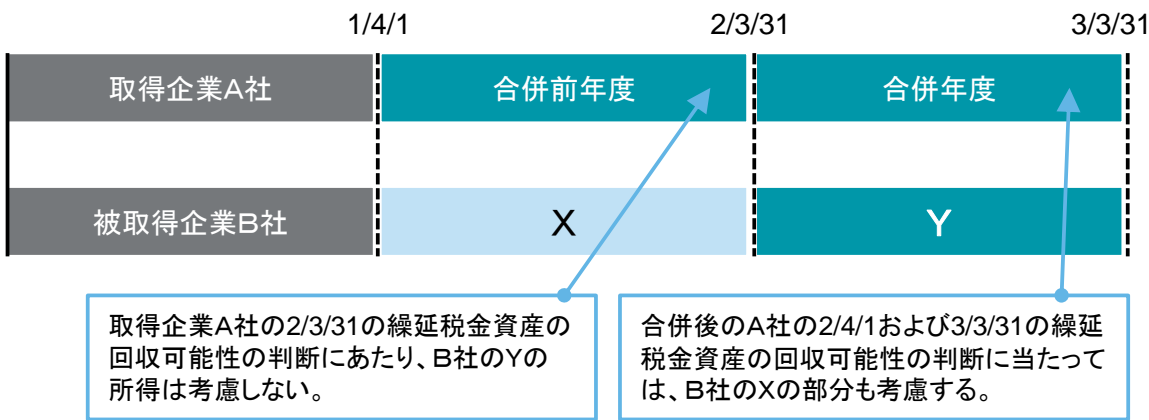 1/4/1 2/3/31 3/3/31
取得企業A社 合併前年度 合併年度
被取得企業B社 X Y
取得企業A社の2/3/31の繰延税金資産の
回収可能性の判断にあたり、B社のYの
所得は考慮しない。
合併後のA社の2/4/1および3/3/31の繰延
税金資産の回収可能性の判断に当たって
は、B社のXの部分も考慮する。